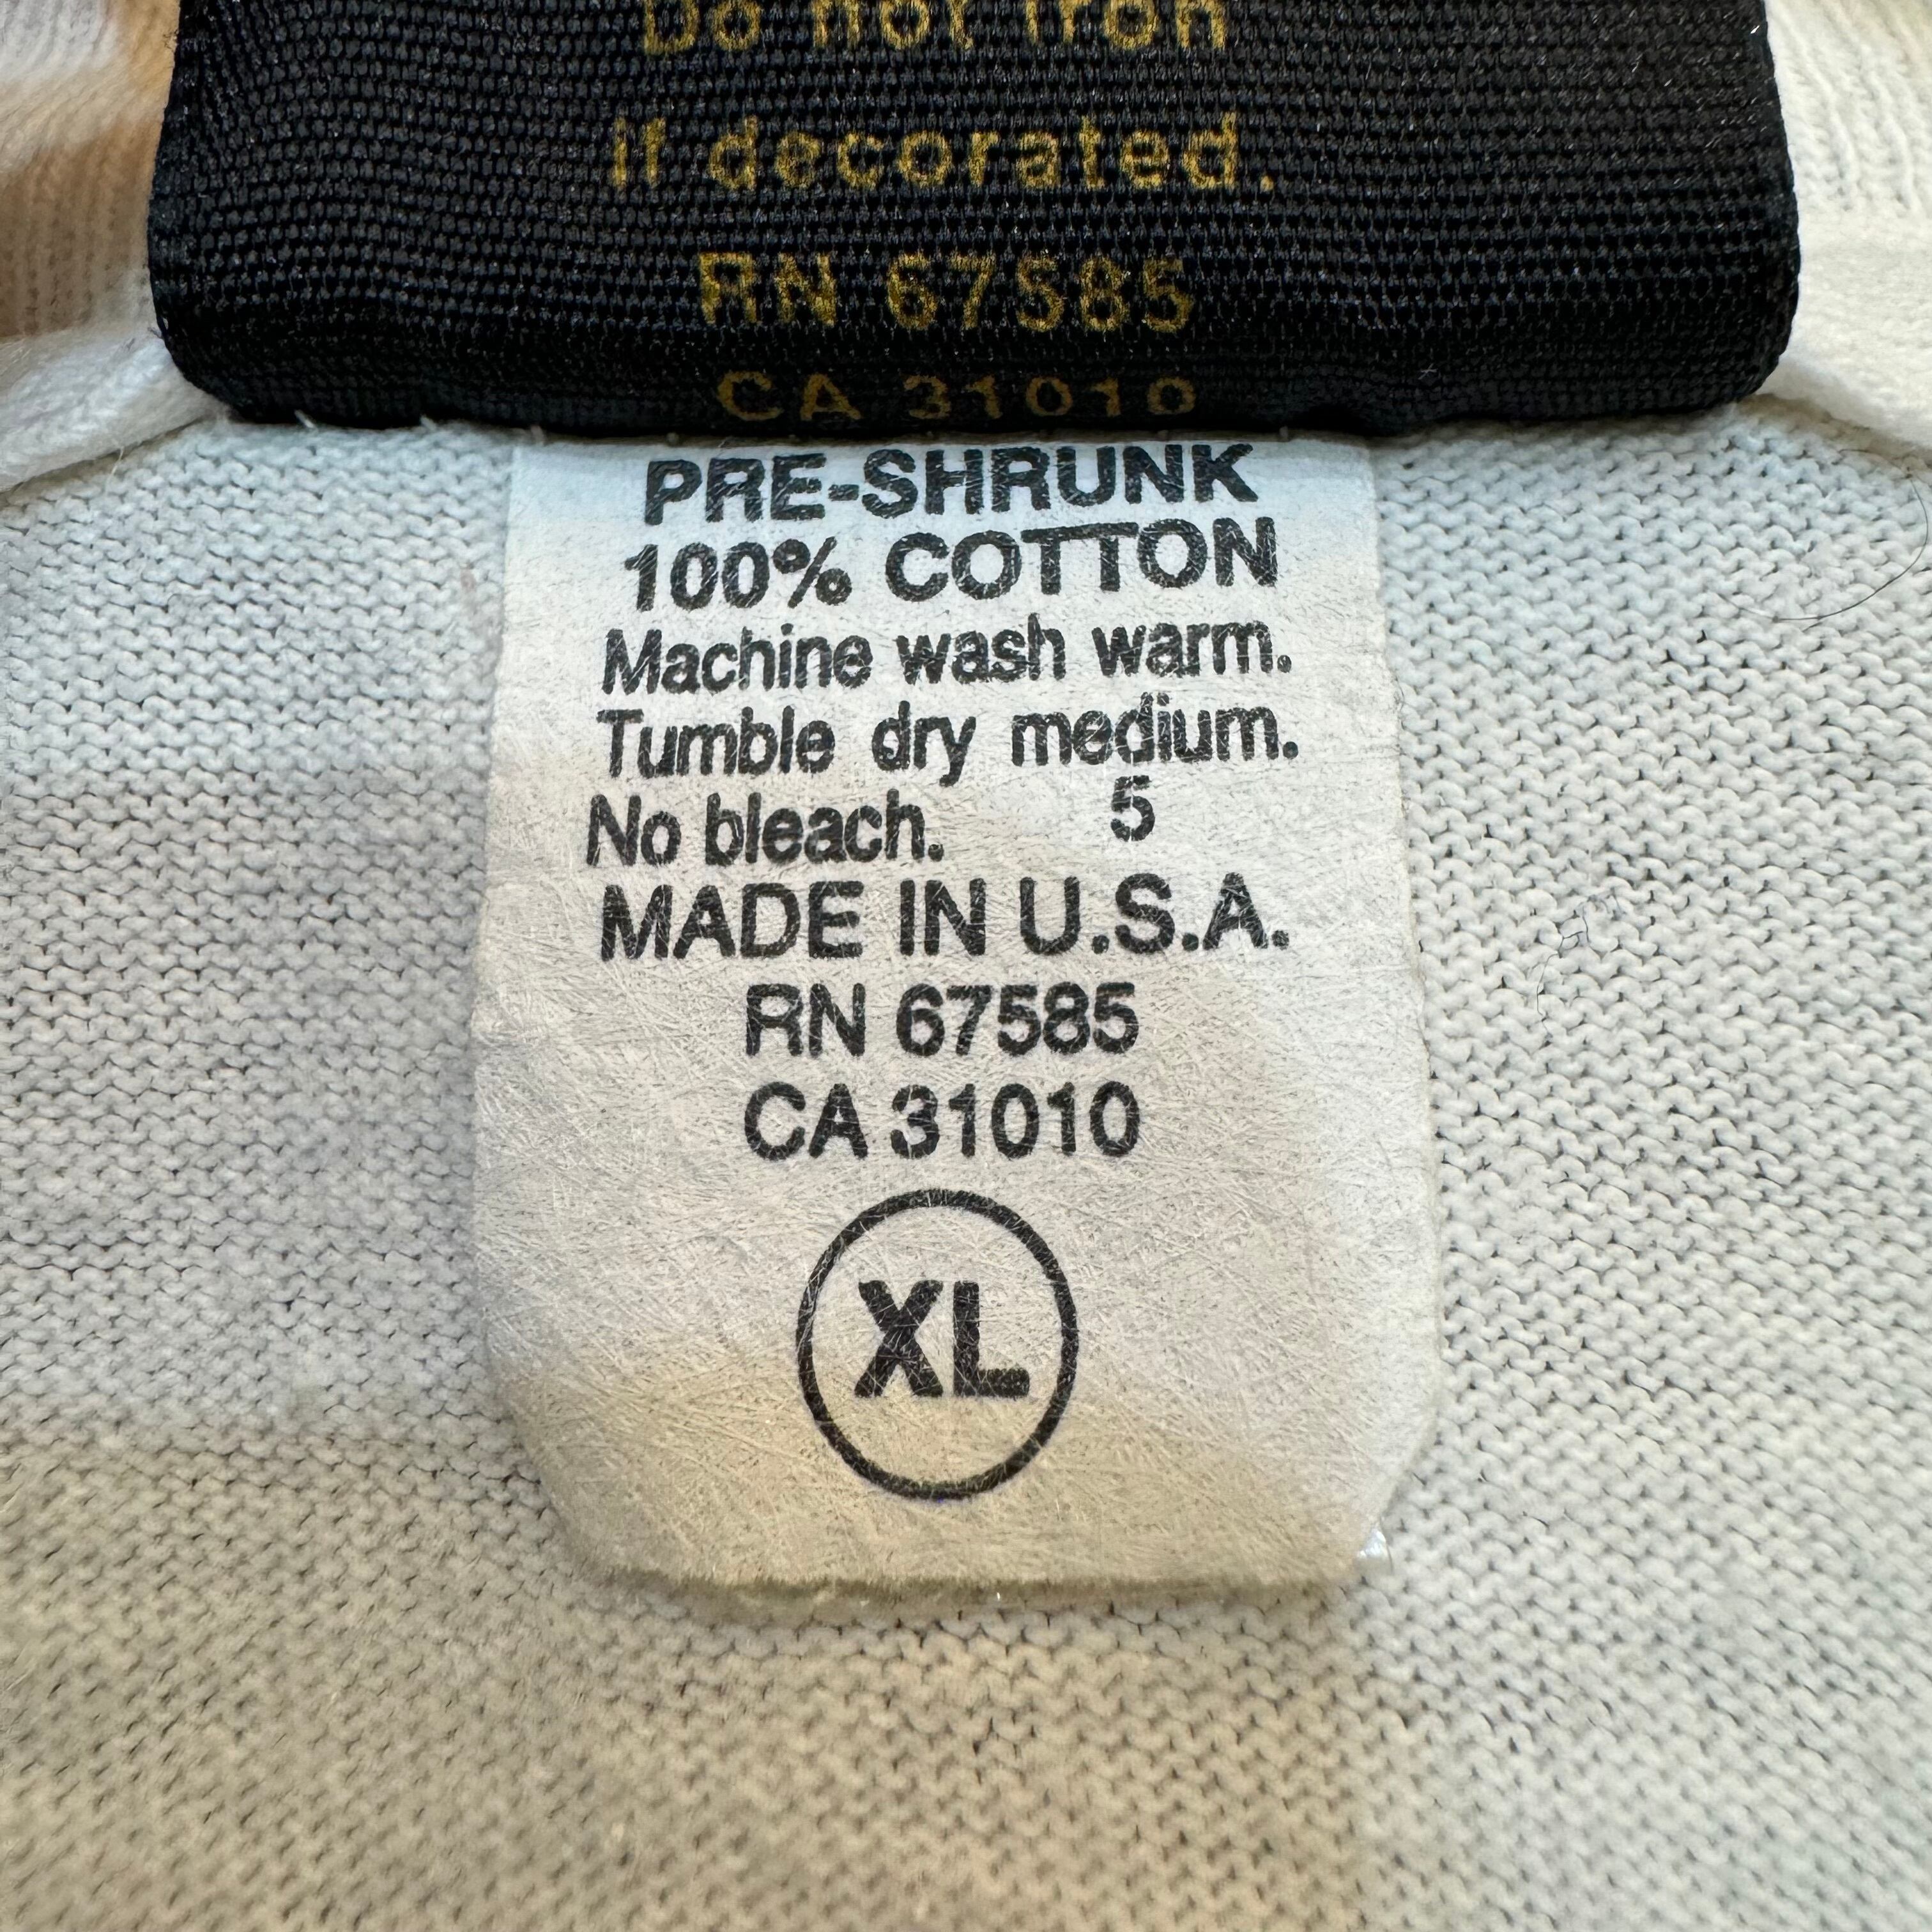 Do not iron
if decorated.
RN 67585
CA 31010
PRE-SHRUNK
100% COTTON
Machine wash warm.
Tumble dry medium.
No bleach. 5
MADE IN U.S.A.
RN 67585
CA 31010
XL